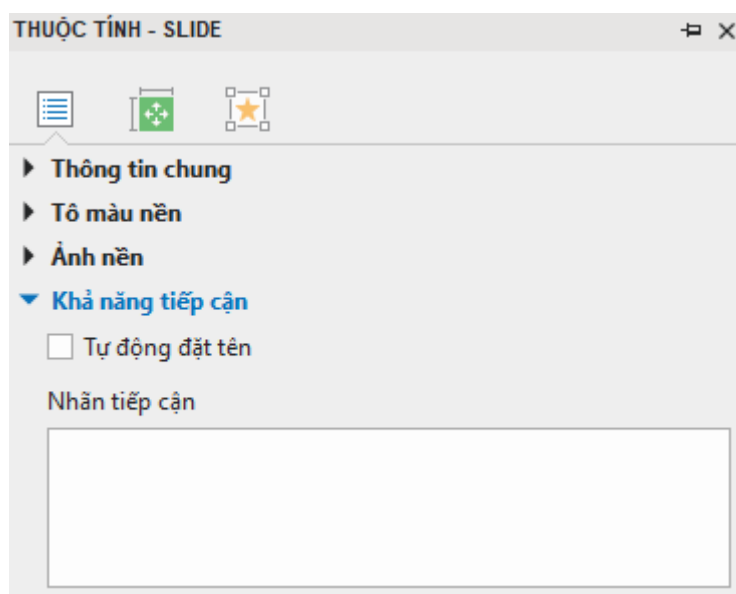 THUỘC TÍNH - SLIDE
Thông tin chung
Tô màu nền
Ảnh nền
Khả năng tiếp cận
Tự động đặt tên
Nhãn tiếp cận